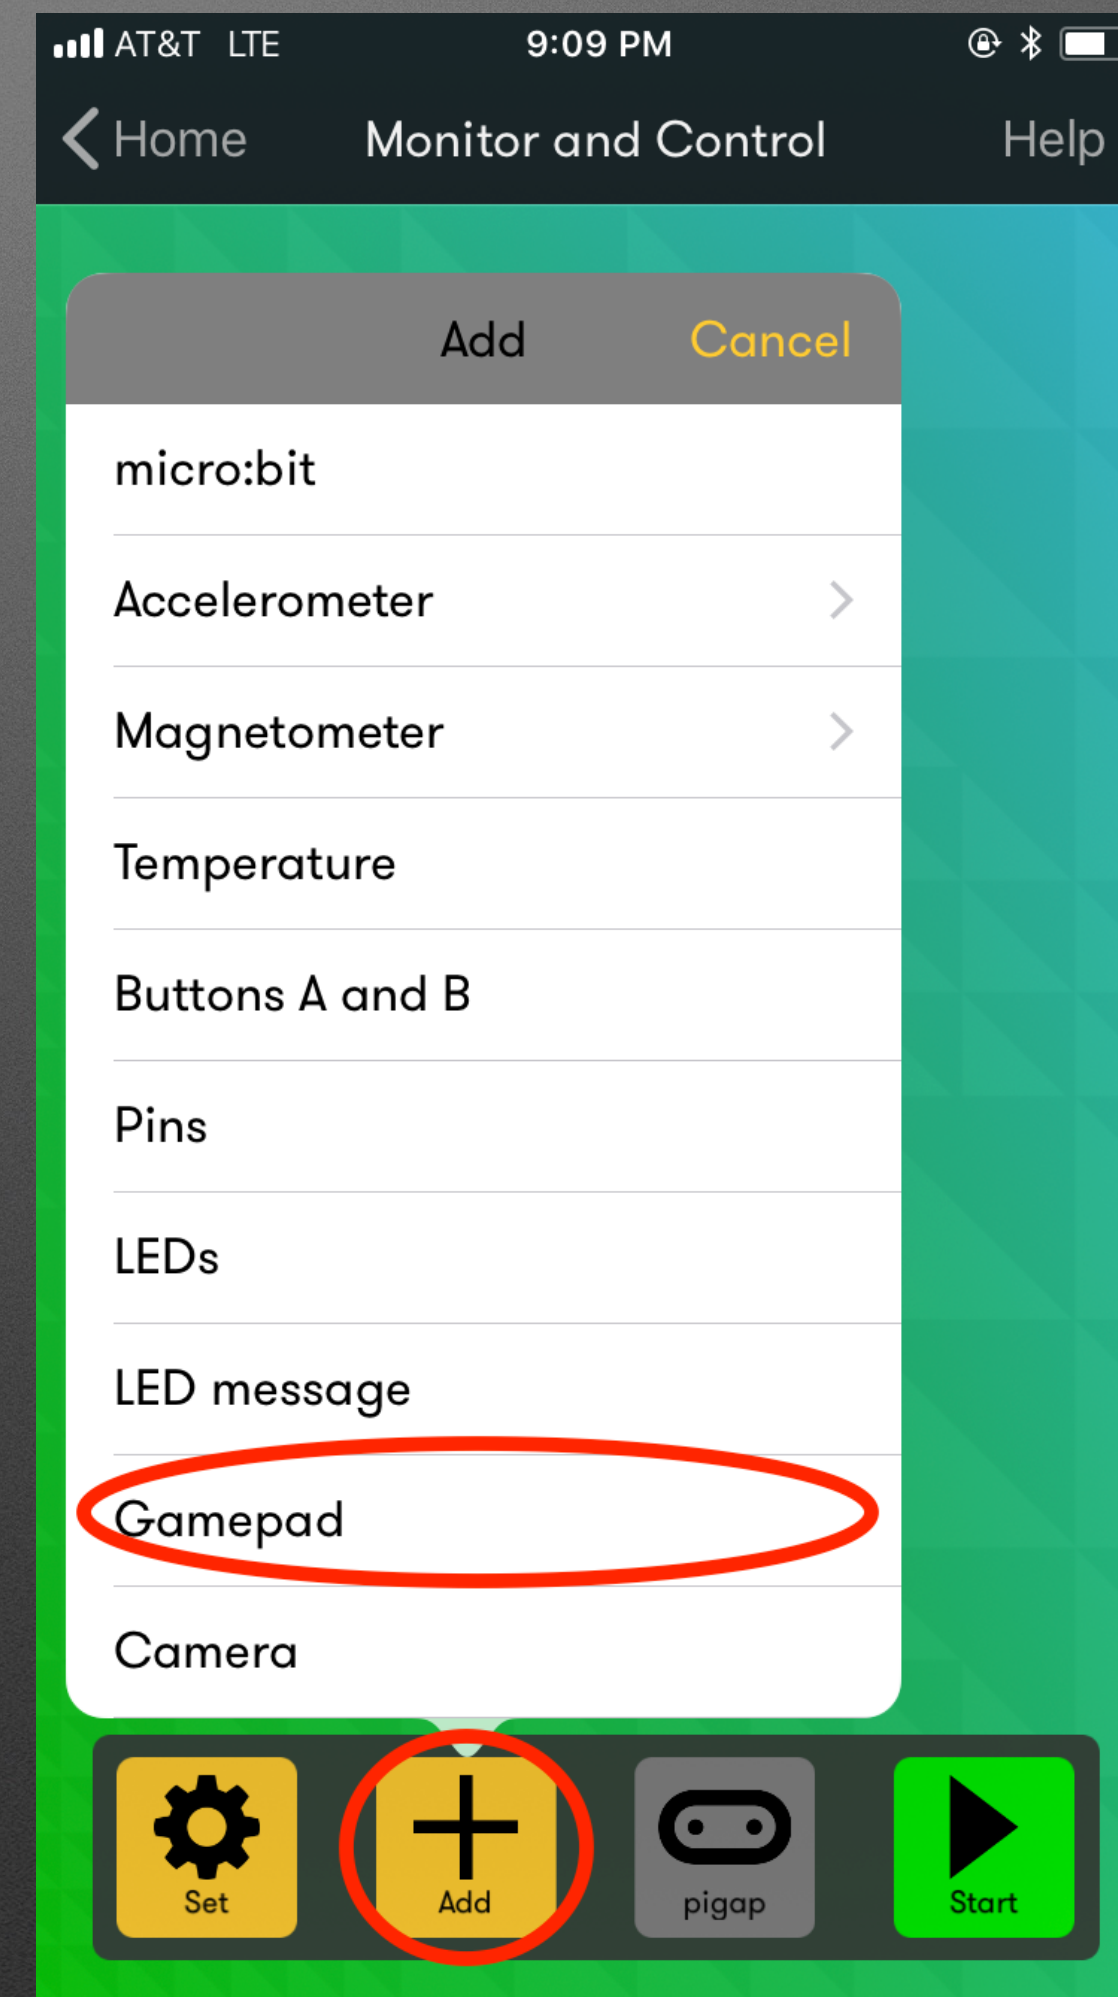 AT&T LTE 9:09 PM
Home Monitor and Control Help
Add Cancel
micro:bit
Accelerometer
Magnetometer
Temperature
Buttons A and B
Pins
LEDs
LED message
Gamepad
Camera
Set Add pigap Start